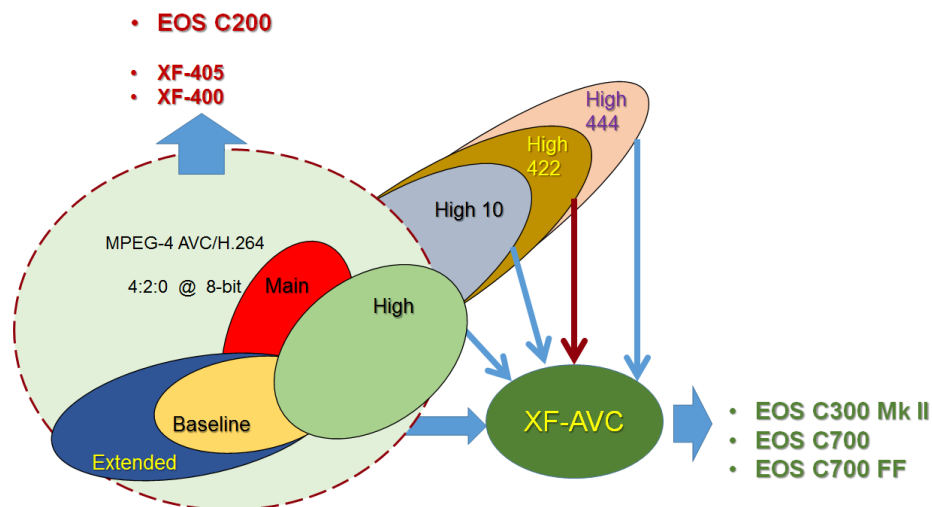 • EOS C200
• XF-405
• XF-400
High
444
High
422
High 10
MPEG-4 AVC/H.264
4:2:0 @ 8-bit
Main
High
Baseline
Extended
XF-AVC
• EOS C300 Mk II
• EOS C700
• EOS C700 FF